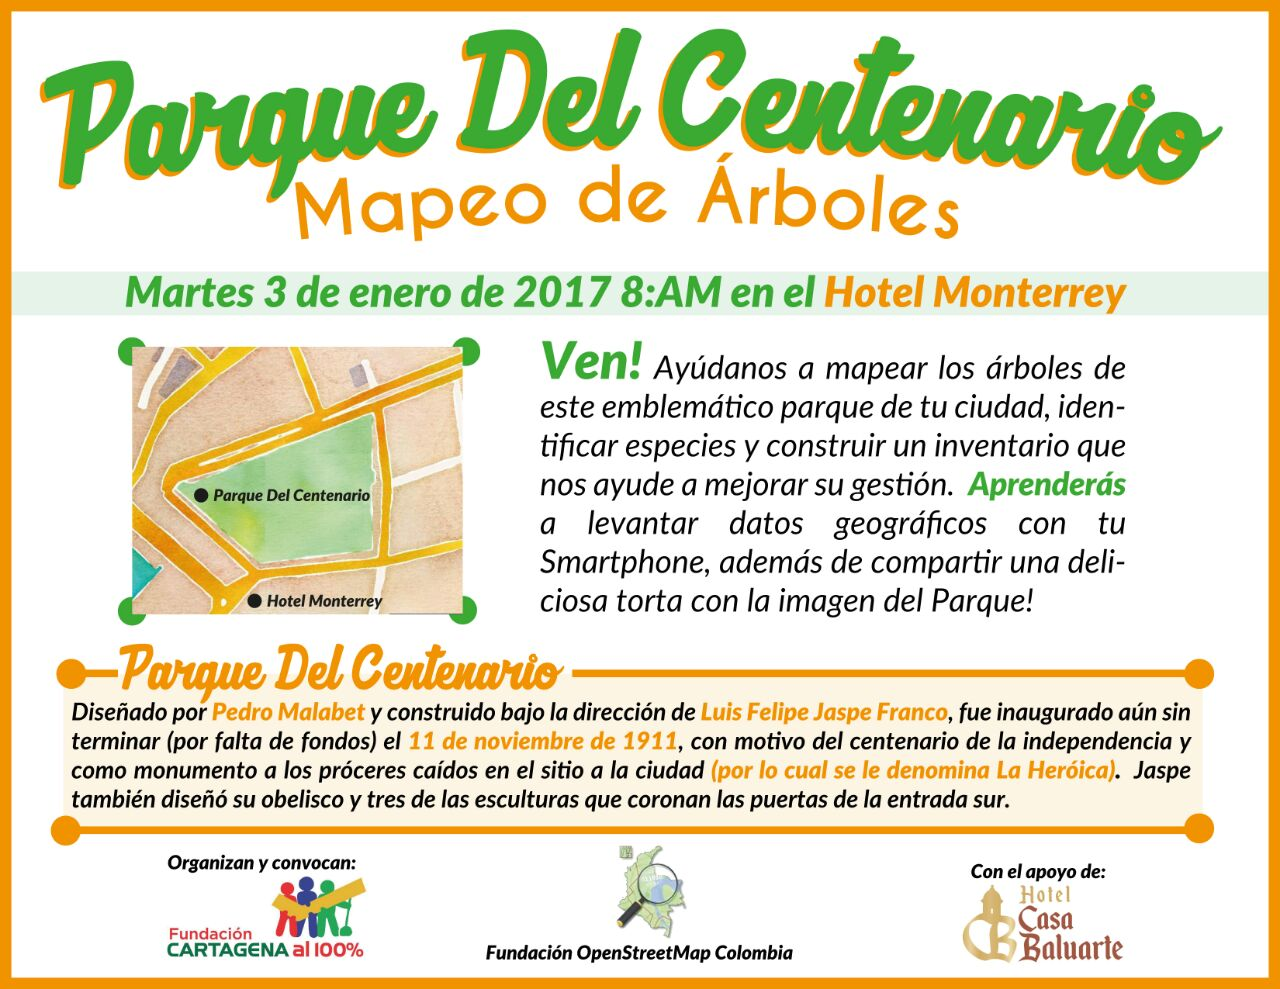 Parque Del Centenario
Mapeo de Árboles
Martes 3 de enero de 2017 8:AM en el Hotel Monterrey
Parque Del Centenario
Hotel Monterrey
Ven! Ayúdanos a mapear los árboles de
este emblemático parque de tu ciudad, iden-
tificar especies y construir un inventario que
nos ayude a mejorar su gestión. Aprenderás
a levantar datos geográficos con tu
Smartphone, además de compartir una deli-
ciosa torta con la imagen del Parque!
Parque Del Centenario
Diseñado por Pedro Malabet y construido bajo la dirección de Luis Felipe Jaspe Franco, fue inaugurado aún sin
terminar (por falta de fondos) el 11 de noviembre de 1911, con motivo del centenario de la independencia y
como monumento a los próceres caídos en el sitio a la ciudad (por lo cual se le denomina La Heróica). Jaspe
también diseñó su obelisco y tres de las esculturas que coronan las puertas de la entrada sur.
Organizan y convocan:
Fundación
CARTAGENA al 100%
Fundación OpenStreetMap Colombia
Con el apoyo de:
Hotel
Casa
Baluarte